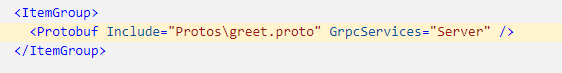 <ItemGroup>
<Protobuf Include="Protos\greet.proto" GrpcServices="Server" />
</ItemGroup>